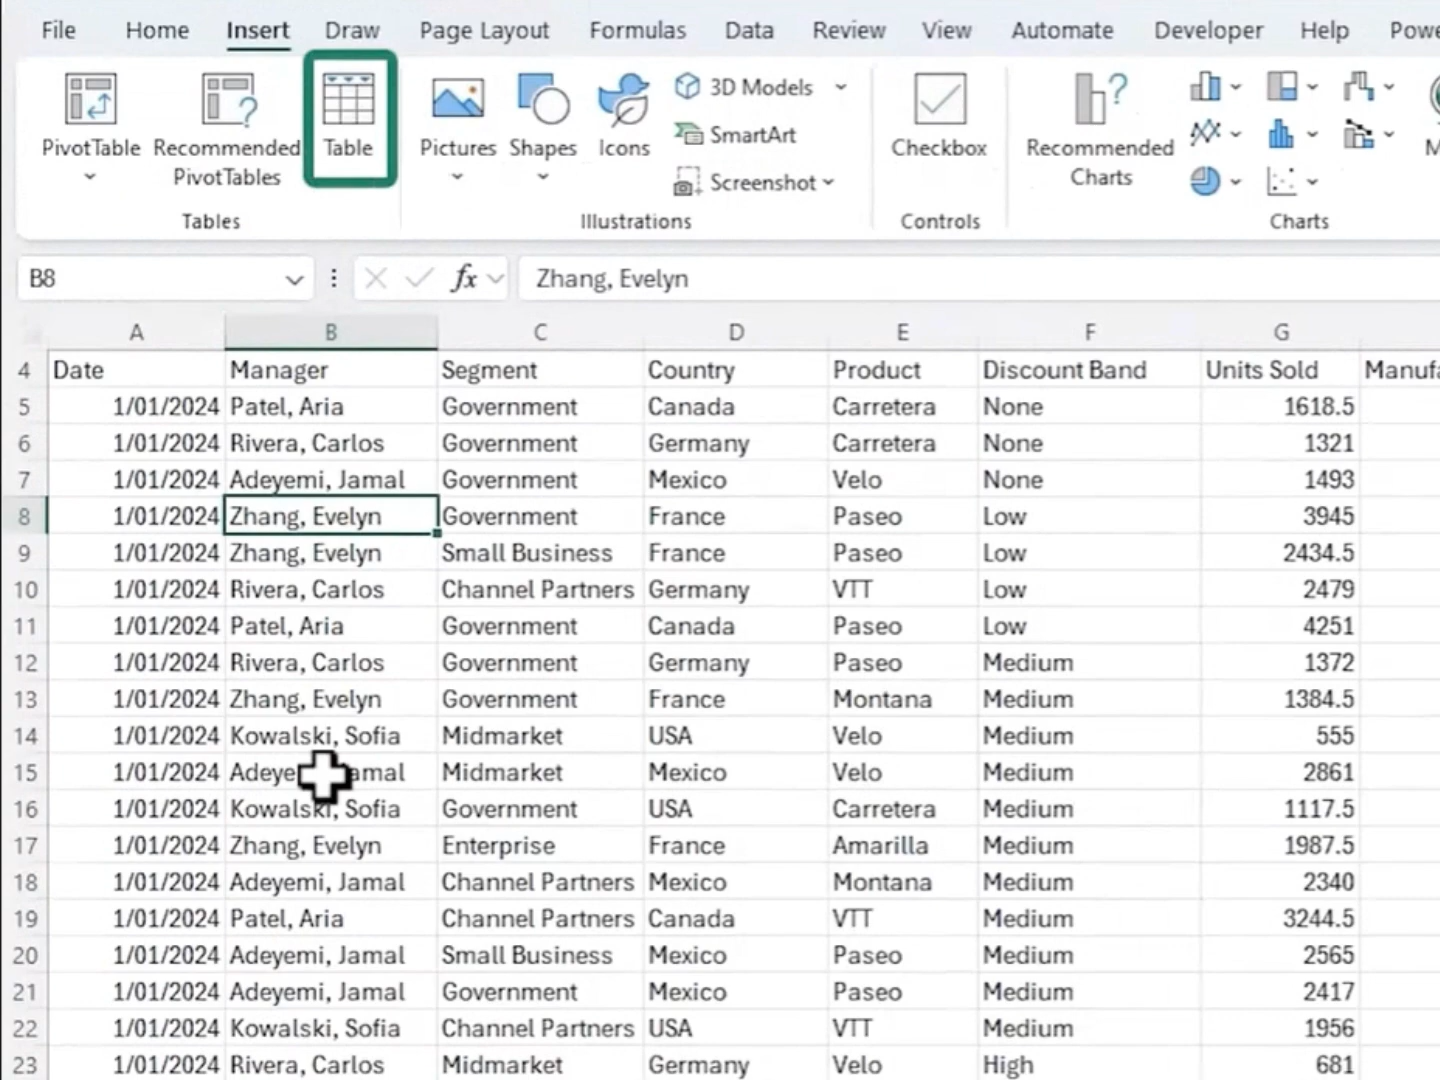 File Home Insert Draw Page Layout Formulas Data Review View Automate Developer Help
PivotTable Recommended PivotTables Table Pictures Shapes Icons 3D Models SmartArt Screenshot Checkbox Recommended Charts
Tables Illustrations Controls Charts
B8 fx Zhang, Evelyn
A B C D E F G
4 Date Manager Segment Country Product Discount Band Units Sold
5 1/01/2024 Patel, Aria Government Canada Carretera None 1618.5
6 1/01/2024 Rivera, Carlos Government Germany Carretera None 1321
7 1/01/2024 Adeyemi, Jamal Government Mexico Velo None 1493
8 1/01/2024 Zhang, Evelyn Government France Paseo Low 3945
9 1/01/2024 Zhang, Evelyn Small Business France Paseo Low 2434.5
10 1/01/2024 Rivera, Carlos Channel Partners Germany VTT Low 2479
11 1/01/2024 Patel, Aria Government Canada Paseo Low 4251
12 1/01/2024 Rivera, Carlos Government Germany Paseo Medium 1372
13 1/01/2024 Zhang, Evelyn Government France Montana Medium 1384.5
14 1/01/2024 Kowalski, Sofia Midmarket USA Velo Medium 555
15 1/01/2024 Midmarket Mexico Velo Medium 2861
16 1/01/2024 Kowalski, Sofia Government USA Carretera Medium 1117.5
17 1/01/2024 Zhang, Evelyn Enterprise France Amarilla Medium 1987.5
18 1/01/2024 Adeyemi, Jamal Channel Partners Mexico Montana Medium 2340
19 1/01/2024 Patel, Aria Channel Partners Canada VTT Medium 3244.5
20 1/01/2024 Adeyemi, Jamal Small Business Mexico Paseo Medium 2565
21 1/01/2024 Adeyemi, Jamal Government Mexico Paseo Medium 2417
22 1/01/2024 Kowalski, Sofia Channel Partners USA VTT Medium 1956
23 1/01/2024 Rivera, Carlos Midmarket Germany Velo High 681